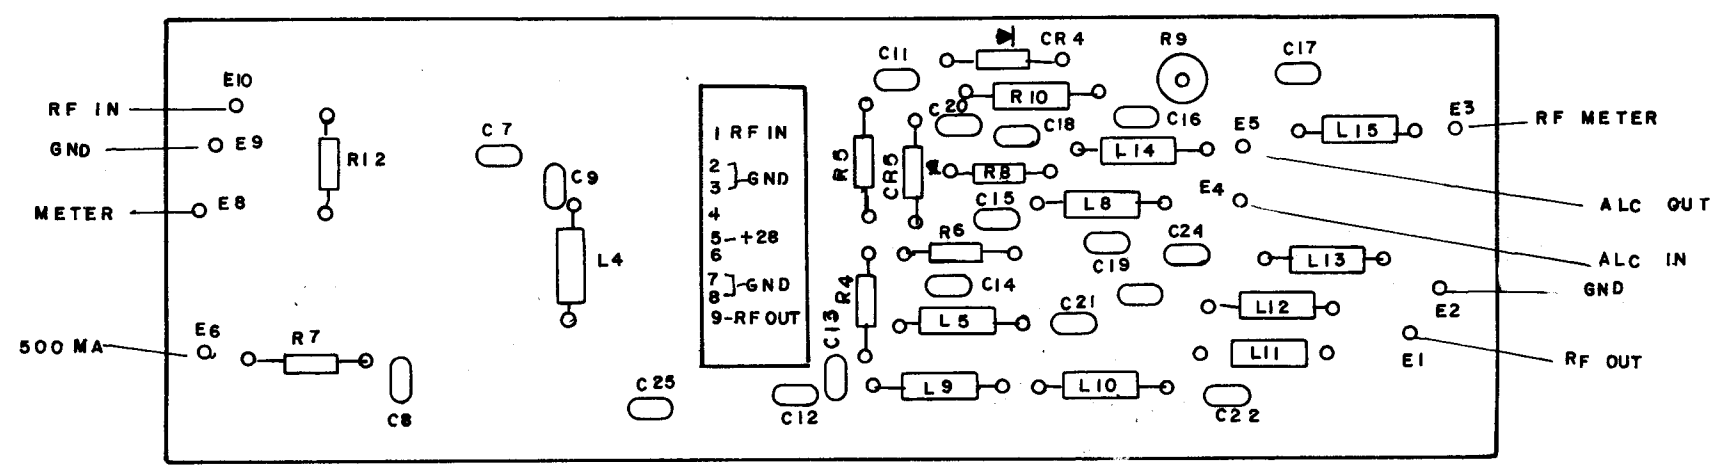 RF IN
GND
METER
500 MA
E10
E9
E8
E6
R12
R7
C7
C9
L4
C8
C25
1 RF IN
2
3
GND
4
5-+28
6
7
8
GND
9-RF OUT
C12
C13
R5
R4
C11
CR5
CR4
R10
C20
C18
R8
C15
R6
C14
L5
L9
R9
C16
L14
L8
C19
C24
C21
L10
C17
L15
E5
E4
L13
L12
L11
C22
E3
E2
E1
RF METER
ALC OUT
ALC IN
GND
RF OUT